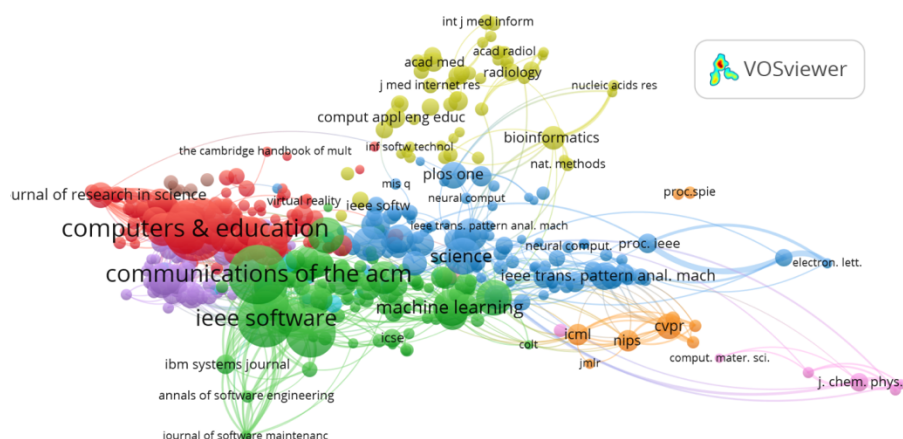 int j med inform
acad radiol
acad med
radiology
j med internet res
nucleic acids res
VOSviewer
comput appl eng educ
bioinformatics
inf softw technol
the cambridge handbook of mult
nat. methods
plos one
mis q
proc.spie
urnal of research in science
virtual reality
neural comput
ieee softw
computers & education
ieee trans. pattern anal. mach
neural comput.
proc. ieee
science
electron. lett.
communications of the acm
ieee trans. pattern anal. mach
machine learning
ieee software
icse
icml
nips
cvpr
colt
ibm systems journal
jmlr
comput. mater. sci.
j. chem. phys.
annals of software engineering
journal of software maintenanc